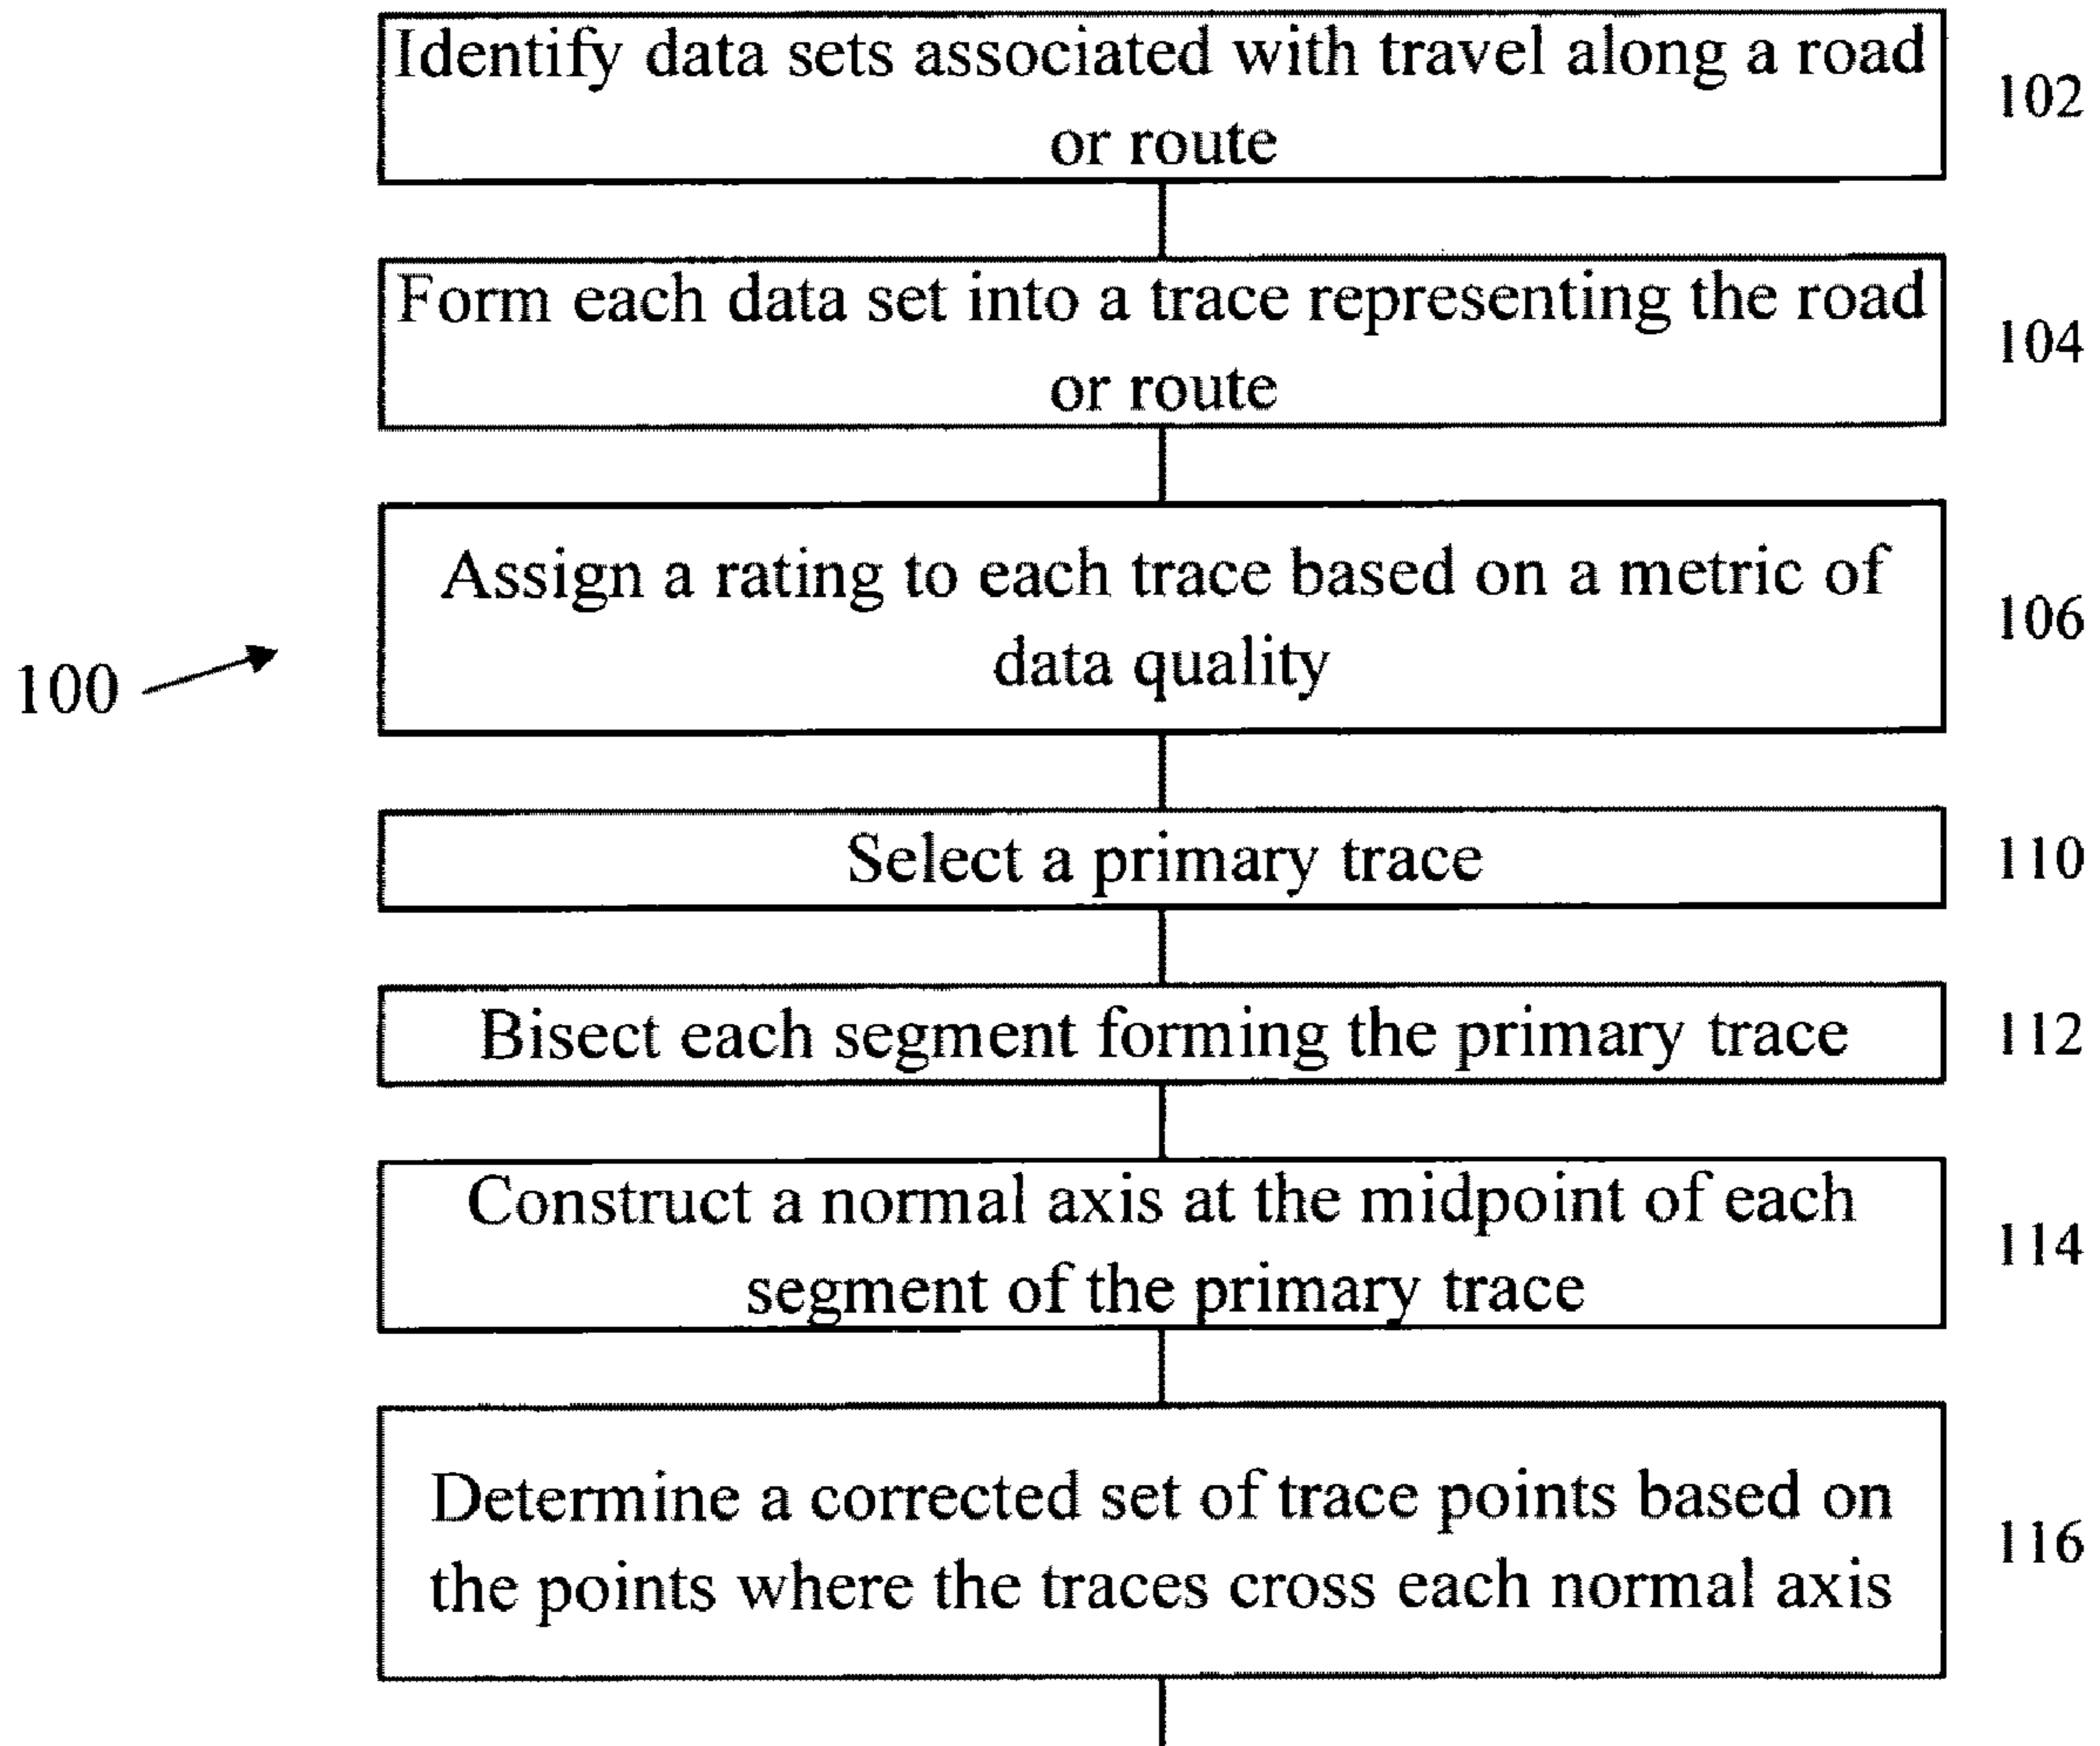 Identify data sets associated with travel along a road
or route
102
Form each data set into a trace representing the road
or route
104
Assign a rating to each trace based on a metric of
data quality
106
100
Select a primary trace
110
Bisect each segment forming the primary trace
112
Construct a normal axis at the midpoint of each
segment of the primary trace
114
Determine a corrected set of trace points based on
the points where the traces cross each normal axis
116